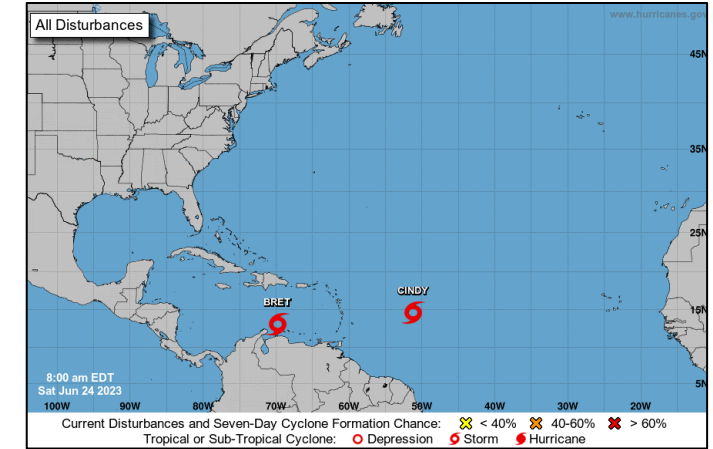 All Disturbances
www.hurricanes.gov
45N
35N
25N
BRET
CINDY
15N
8:00 am EDT
Sat Jun 24 2023
5N
100W 90W 80W 70W 60W 50W 40W 30W 20W
Current Disturbances and Seven-Day Cyclone Formation Chance: < 40% 40-60% > 60%
Tropical or Sub-Tropical Cyclone: Depression Storm Hurricane